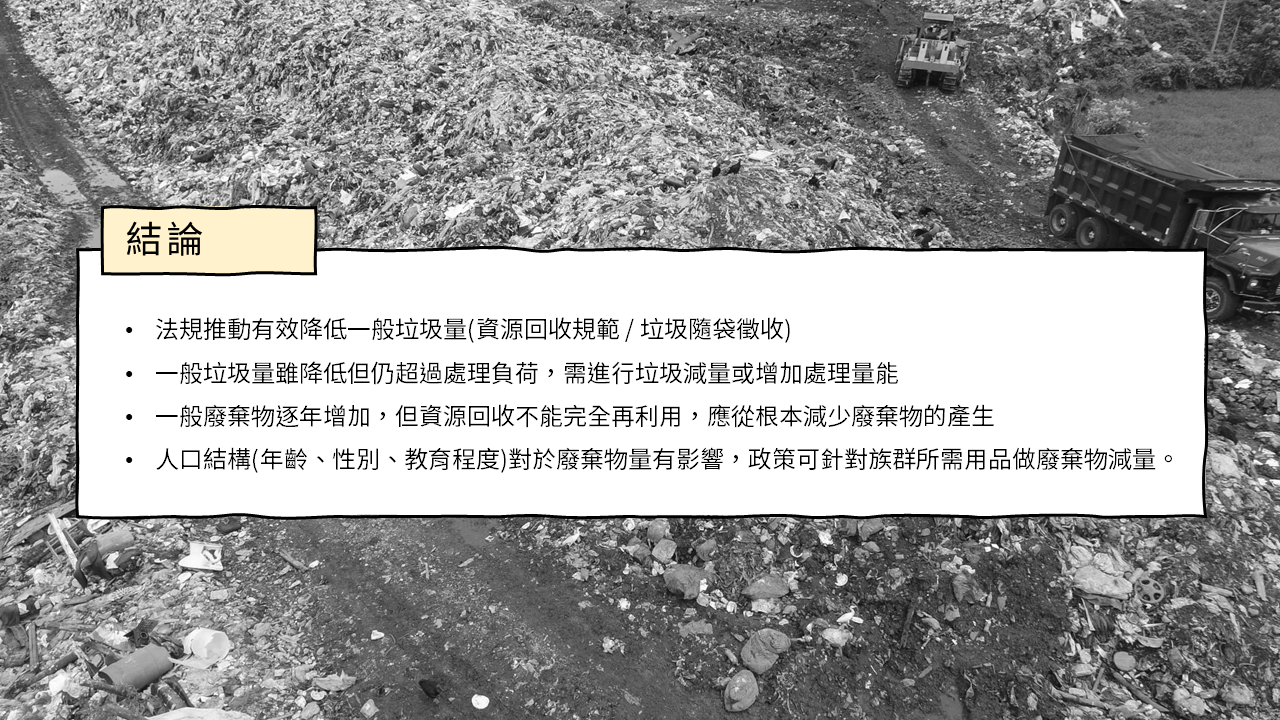 結論
• 法規推動有效降低一般垃圾量(資源回收規範 / 垃圾隨袋徵收)
• 一般垃圾量雖降低但仍超過處理負荷，需進行垃圾減量或增加處理量能
• 一般廢棄物逐年增加，但資源回收不能完全再利用，應從根本減少廢棄物的產生
• 人口結構(年齡、性別、教育程度)對於廢棄物量有影響，政策可針對族群所需用品做廢棄物減量。